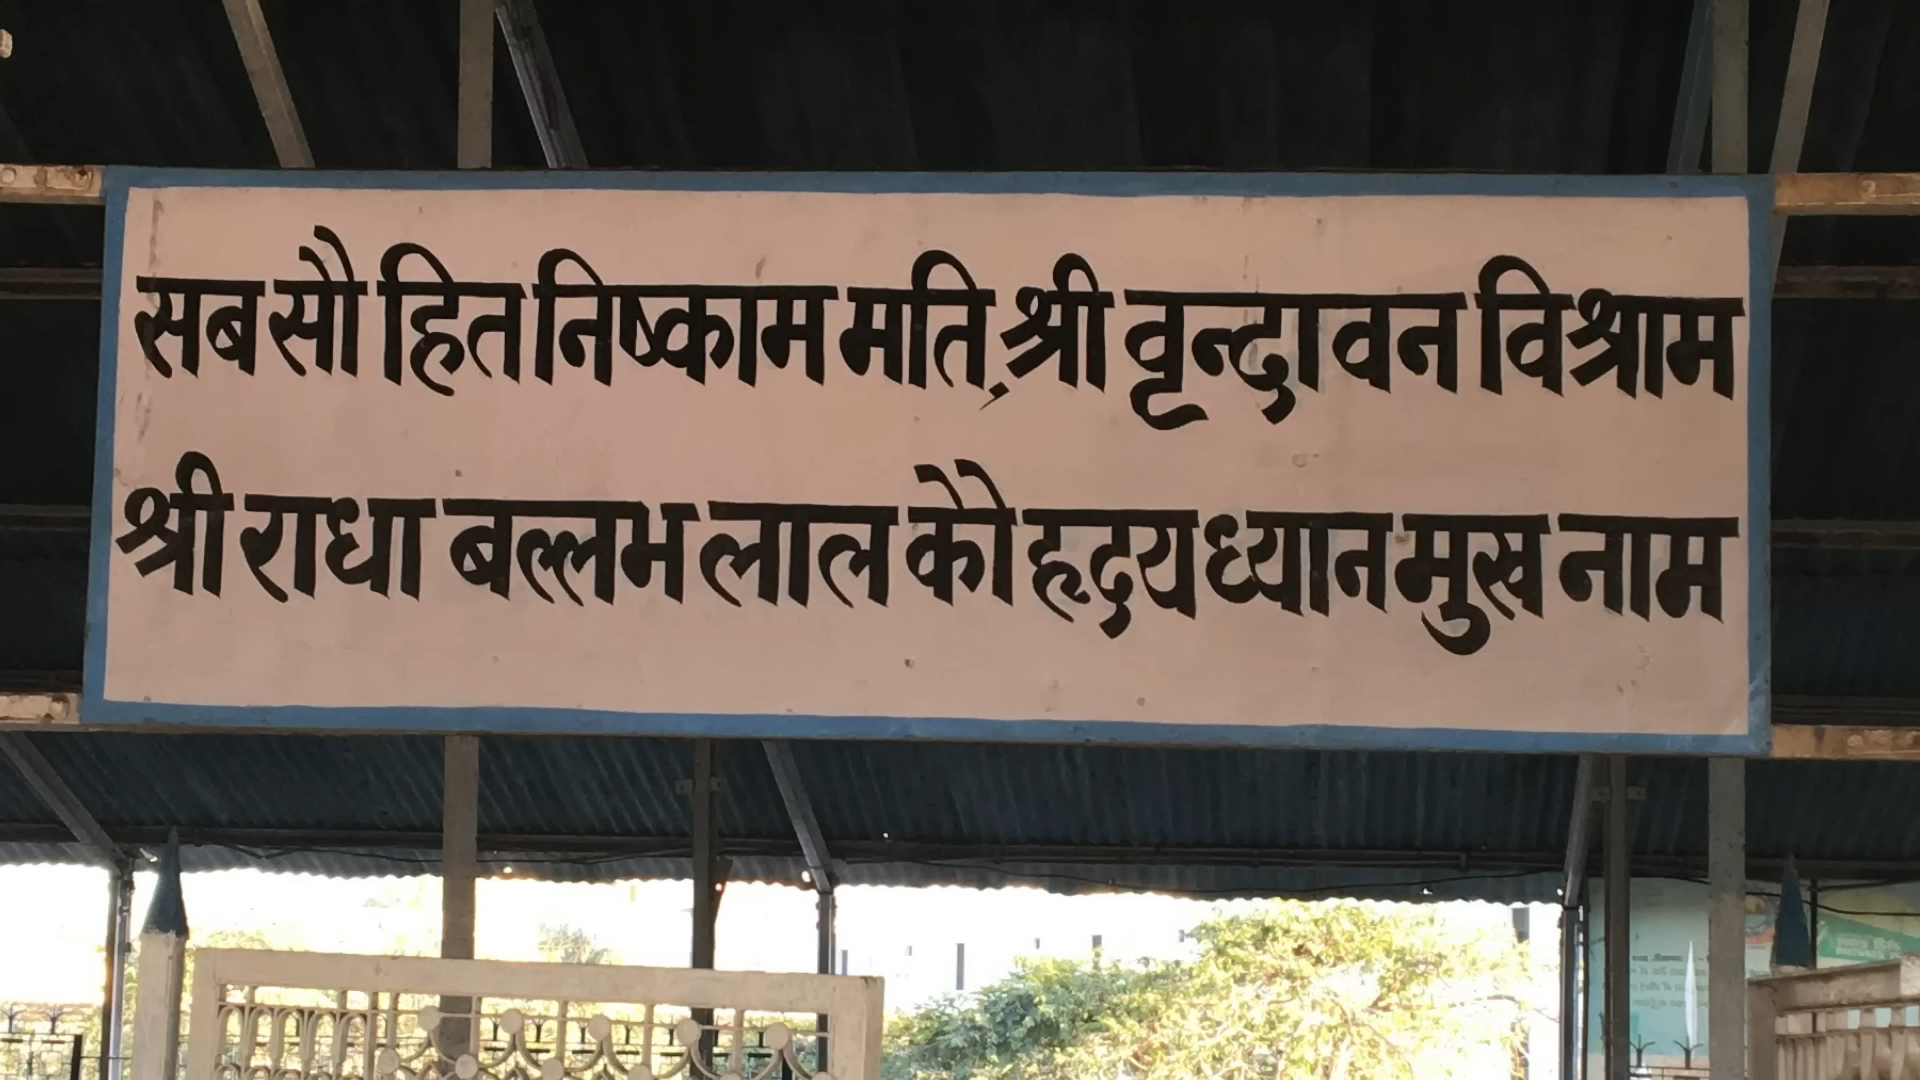 सब सौ हित निष्काम मति, श्री वृन्दावन विश्राम
श्री राधा बल्लभ लाल कौ हृदय ध्यान मुख नाम